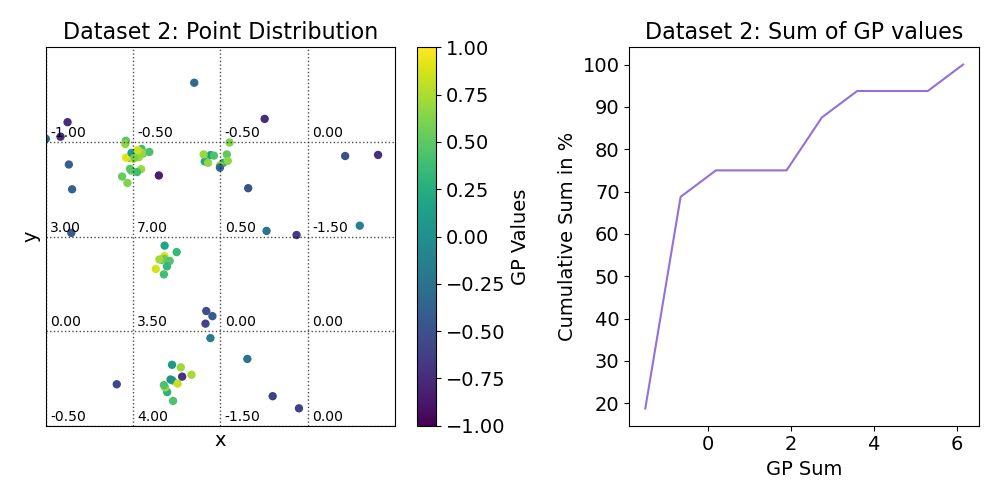 Dataset 2: Point Distribution
Dataset 2: Sum of GP values
-1.00 -0.50 -0.50 0.00
3.00 7.00 0.50 -1.50
0.00 3.50 0.00 0.00
-0.50 4.00 -1.50 0.00
x
y
1.00
0.75
0.50
0.25
0.00
−0.25
−0.50
−0.75
−1.00
GP Values
Cumulative Sum in %
100
90
80
70
60
50
40
30
20
0 2 4 6
GP Sum